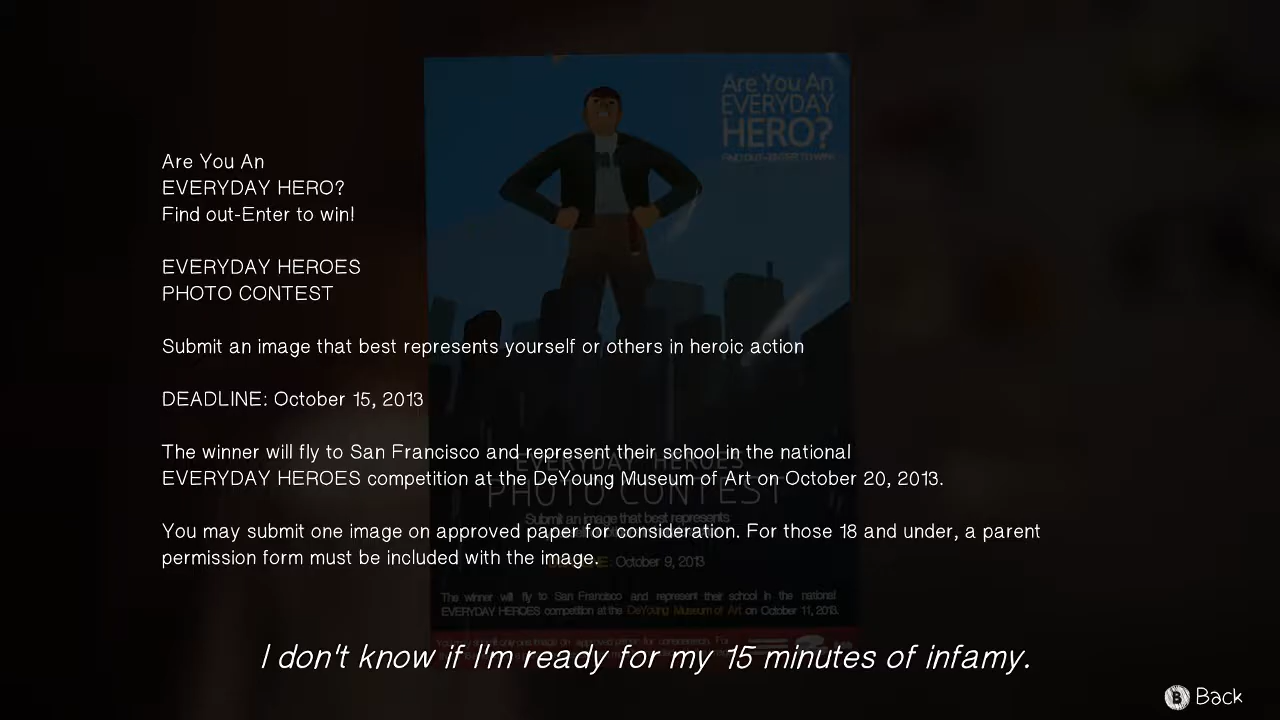 Are You An
EVERYDAY HERO?
Find out-Enter to win!
EVERYDAY HEROES
PHOTO CONTEST
Submit an image that best represents yourself or others in heroic action
DEADLINE: October 15, 2013
The winner will fly to San Francisco and represent their school in the national
EVERYDAY HEROES competition at the DeYoung Museum of Art on October 20, 2013.
You may submit one image on approved paper for consideration. For those 18 and under, a parent
permission form must be included with the image.
Are You An
EVERYDAY
HERO?
FIND OUT-ENTER TO WIN!
EVERYDAY HEROES
PHOTO CONTEST
Submit an image that best represents
: October 9, 2013
The winner will fly to San Francisco and represent their school in the national
EVERYDAY HEROES competition at the DeYoung Museum of Art on October 11, 2013.
I don't know if I'm ready for my 15 minutes of infamy.
B Back